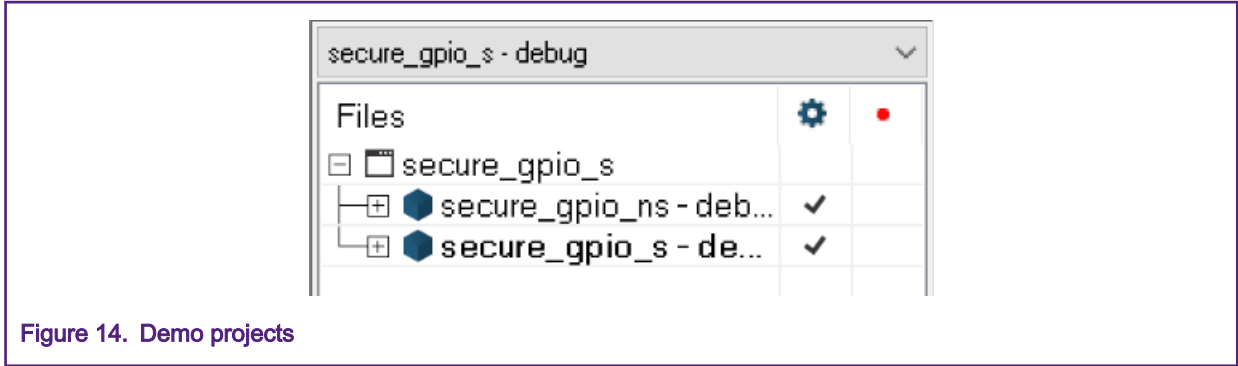 secure_gpio_s - debug
Files
secure_gpio_s
secure_gpio_ns - deb...
secure_gpio_s - de...
Figure 14. Demo projects